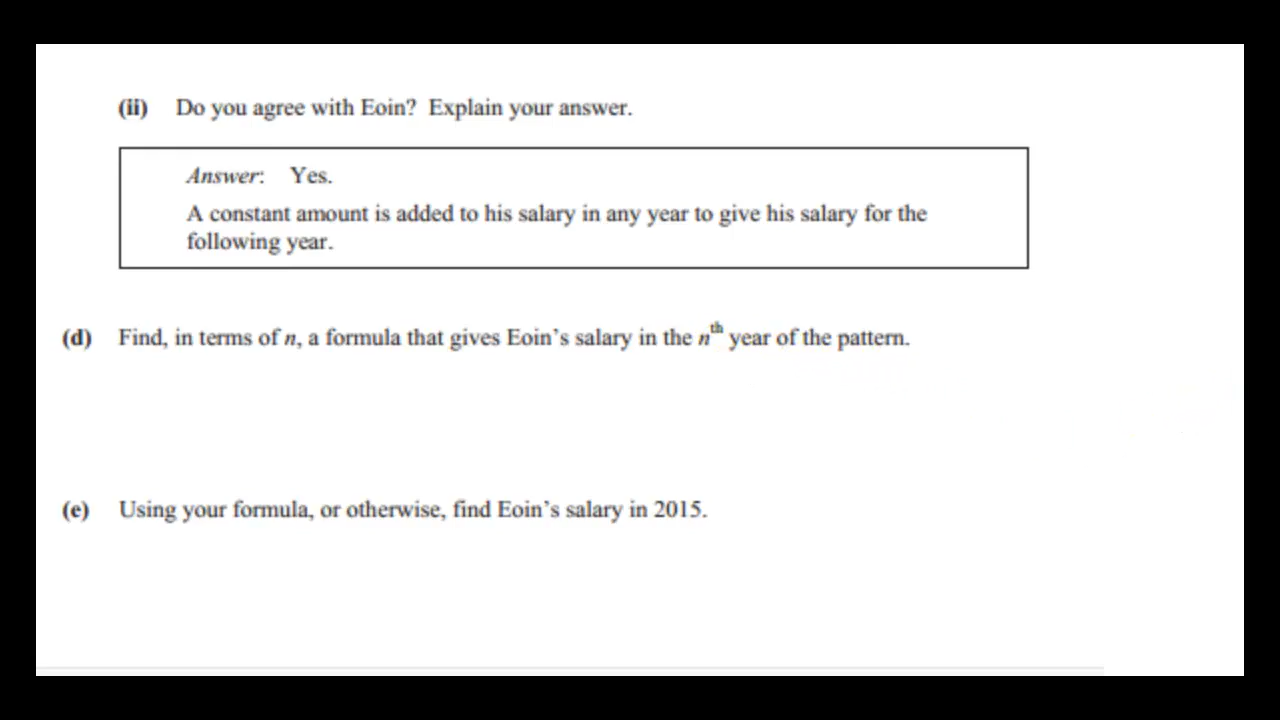 (ii) Do you agree with Eoin? Explain your answer.
Answer: Yes.
A constant amount is added to his salary in any year to give his salary for the
following year.
(d) Find, in terms of n, a formula that gives Eoin's salary in the nth year of the pattern.
(e) Using your formula, or otherwise, find Eoin's salary in 2015.